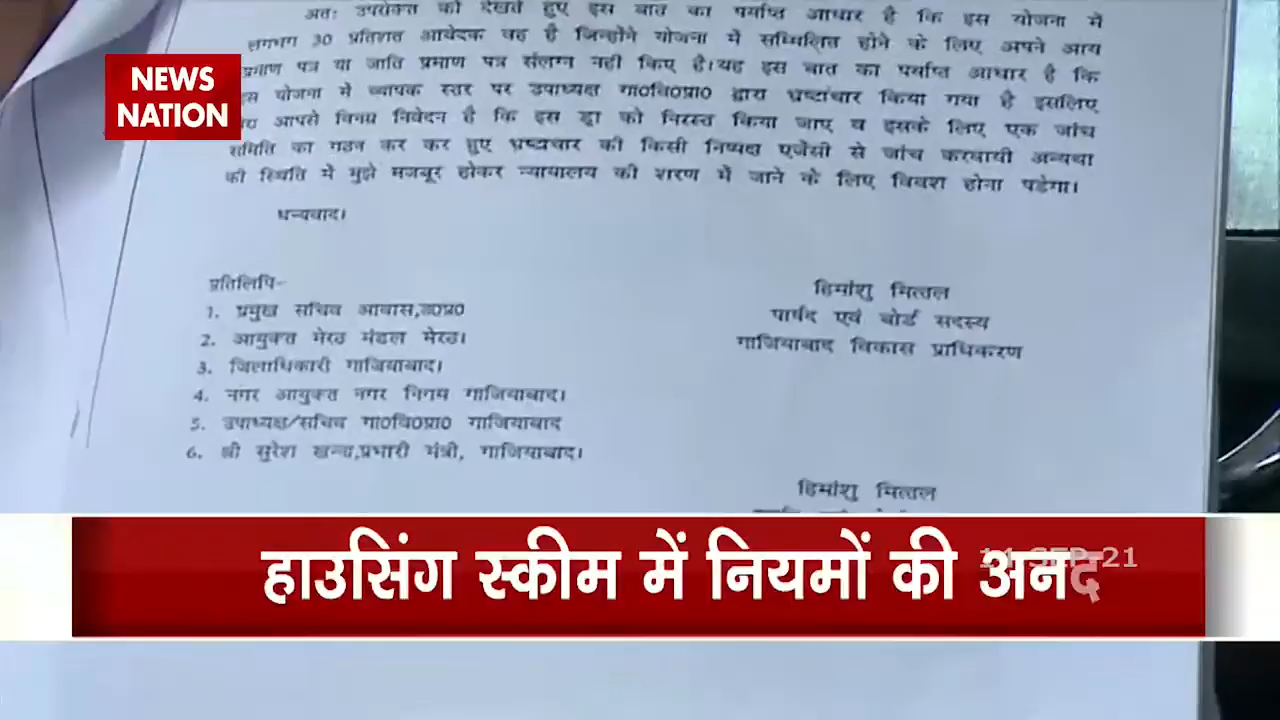 अतः उपरोक्त को देखते हुए इस बात का पर्याप्त आधार है कि इस योजना में
लगभग 30 प्रतिशत आवेदक वह है जिन्होंने योजना में सम्मिलित होने के लिए अपने आय
प्रमाण पत्र या जाति प्रमाण पत्र संलग्न नही किए है।यह इस बात का पर्याप्त आधार है कि
इस योजना में व्यापक स्तर पर उपाध्यक्ष गा0वि0प्रा0 द्वारा भ्रष्टाचार किया गया है इसलिए
आपसे विनम्र निवेदन है कि इस ड्रा को निरस्त किया जाए व इसके लिए एक जांच
समिति का गठन कर कर हुए भ्रष्टाचार की किसी निष्पक्ष एजेंसी से जांच करवायी अन्यथा
की स्थिति में मुझे मजबूर होकर न्यायालय की शरण में जाने के लिए विवश होना पडेगा।
धन्यवाद।
प्रतिलिपि-
1. प्रमुख सचिव आवास,उ0प्र0
2. आयुक्त मेरठ मंडल मेरठ।
3. जिलाधिकारी गाजियाबाद।
4. नगर आयुक्त नगर निगम गाजियाबाद।
5. उपाध्यक्ष/सचिव गा0वि0प्रा0 गाजियाबाद
6. श्री सुरेश खन्ना,प्रभारी मंत्री, गाजियाबाद।
हिमांशु मित्तल
पार्षद एवं बोर्ड सदस्य
गाजियाबाद विकास प्राधिकरण
हिमांशु मित्तल
NEWS
NATION
हाउसिंग स्कीम में नियमों की अनद
14 SEP 21